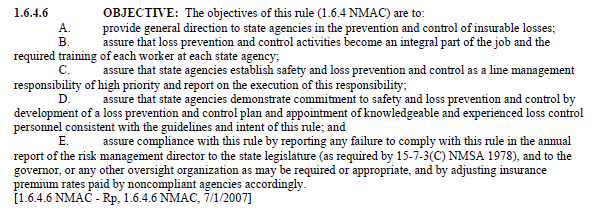 1.6.4.6 OBJECTIVE: The objectives of this rule (1.6.4 NMAC) are to:
A. provide general direction to state agencies in the prevention and control of insurable losses;
B. assure that loss prevention and control activities become an integral part of the job and the
required training of each worker at each state agency;
C. assure that state agencies establish safety and loss prevention and control as a line management
responsibility of high priority and report on the execution of this responsibility;
D. assure that state agencies demonstrate commitment to safety and loss prevention and control by
development of a loss prevention and control plan and appointment of knowledgeable and experienced loss control
personnel consistent with the guidelines and intent of this rule; and
E. assure compliance with this rule by reporting any failure to comply with this rule in the annual
report of the risk management director to the state legislature (as required by 15-7-3(C) NMSA 1978), and to the
governor, or any other oversight organization as may be required or appropriate, and by adjusting insurance
premium rates paid by noncompliant agencies accordingly.
[1.6.4.6 NMAC - Rp, 1.6.4.6 NMAC, 7/1/2007]